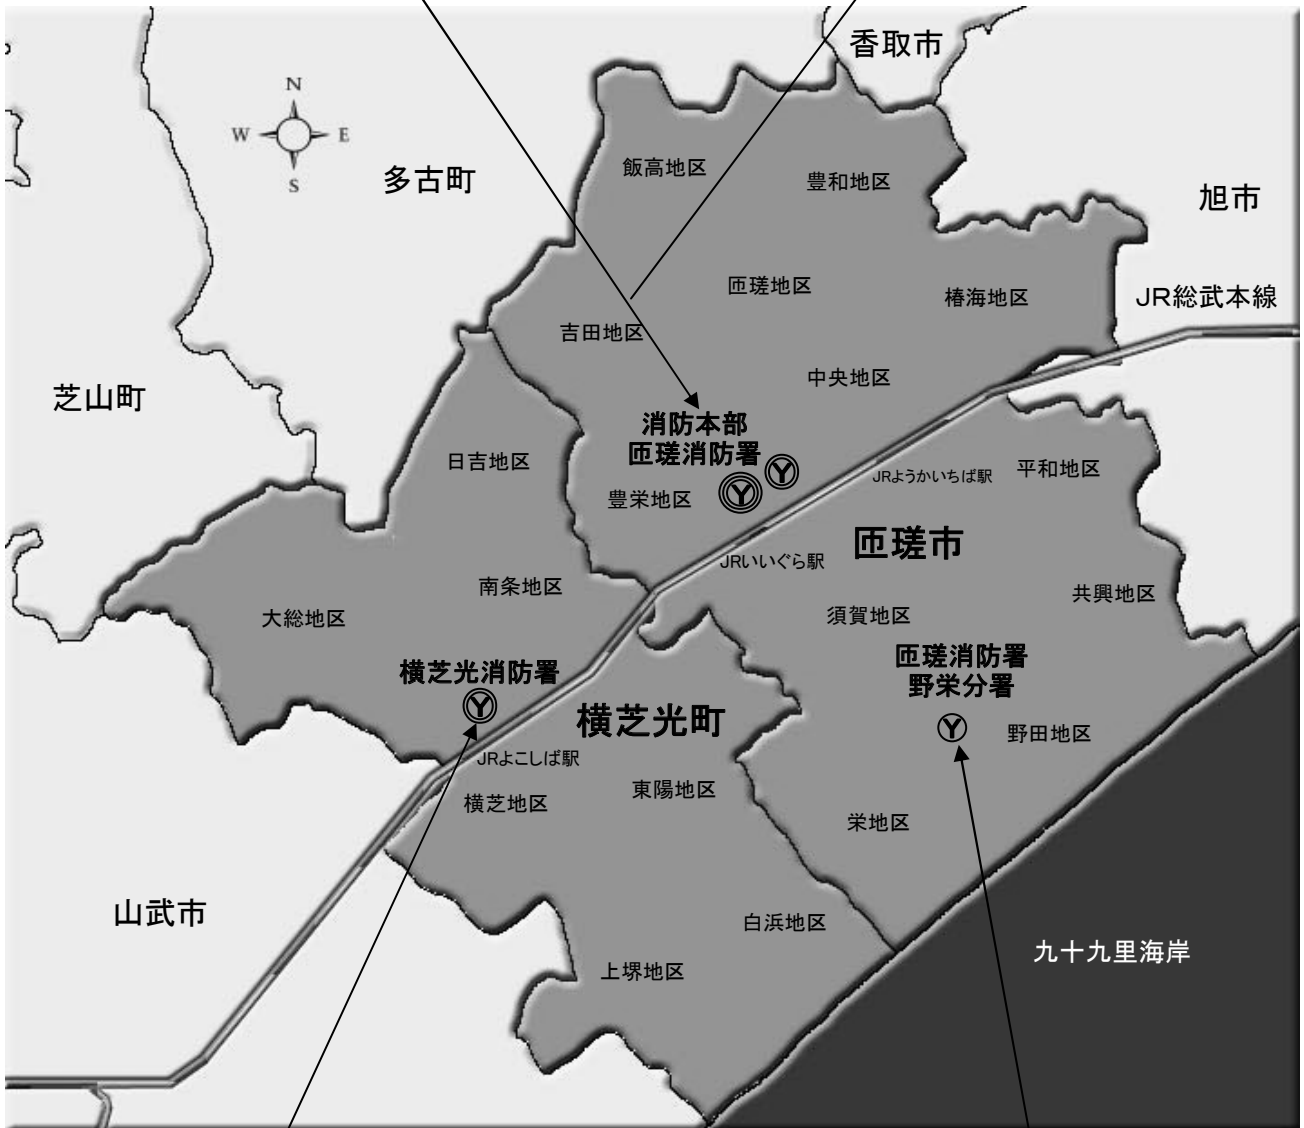 香取市
N
W
E
S
多古町
飯高地区
豊和地区
旭市
匝瑳地区
椿海地区
JR総武本線
吉田地区
中央地区
芝山町
消防本部
匝瑳消防署
日吉地区
豊栄地区
JRようかいちば駅
平和地区
匝瑳市
JRいいぐら駅
南条地区
共興地区
大総地区
須賀地区
横芝光消防署
匝瑳消防署
野栄分署
横芝光町
野田地区
JRよこしば駅
横芝地区
東陽地区
栄地区
山武市
白浜地区
九十九里海岸
上堺地区
Y
Y
Y
Y